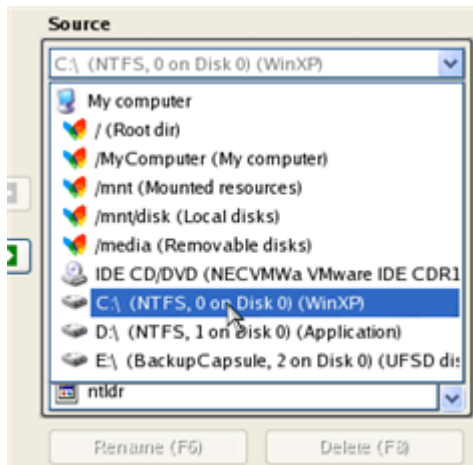 Source
C:\ (NTFS, 0 on Disk 0) (WinXP)
My computer
/ (Root dir)
/MyComputer (My computer)
/mnt (Mounted resources)
/mnt/disk (Local disks)
/media (Removable disks)
IDE CD/DVD (NECVMWa VMware IDE CDR1
C:\ (NTFS, 0 on Disk 0) (WinXP)
D:\ (NTFS, 1 on Disk 0) (Application)
E:\ (BackupCapsule, 2 on Disk 0) (UFSD dis
ntldr
Rename (F6) Delete (F8)